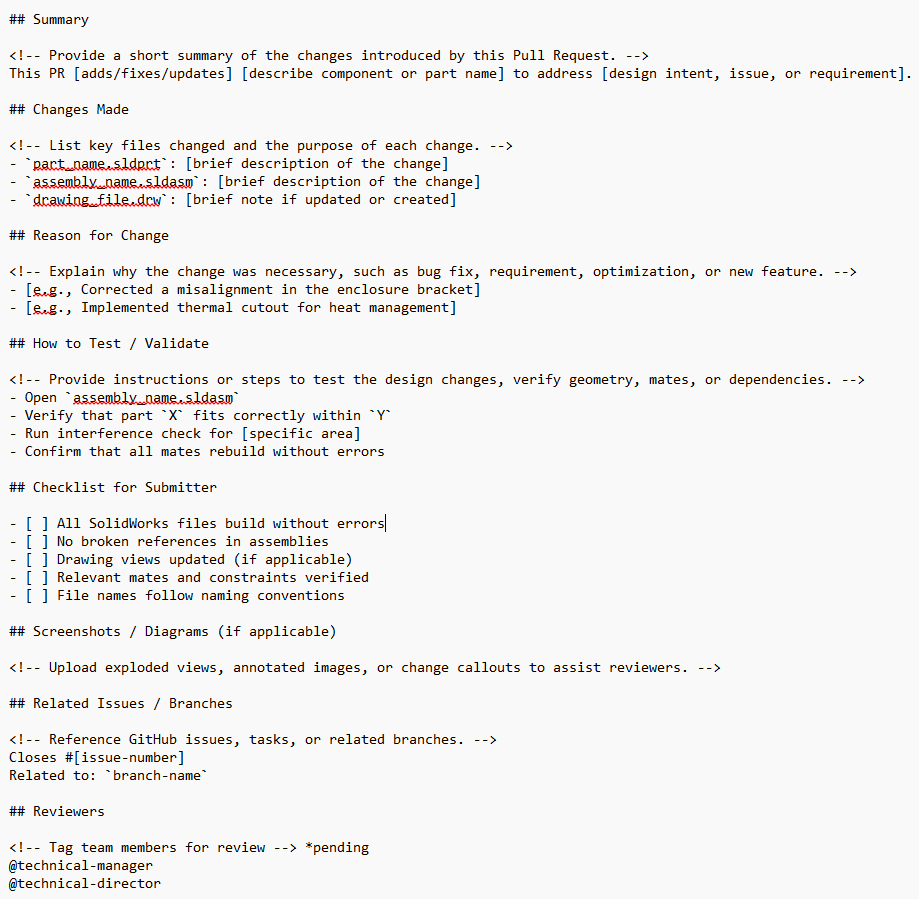 ## Summary
<!-- Provide a short summary of the changes introduced by this Pull Request. -->
This PR [adds/fixes/updates] [describe component or part name] to address [design intent, issue, or requirement].
## Changes Made
<!-- List key files changed and the purpose of each change. -->
- `part_name.sldprt`: [brief description of the change]
- `assembly_name.sldasm`: [brief description of the change]
- `drawing_file.drw`: [brief note if updated or created]
## Reason for Change
<!-- Explain why the change was necessary, such as bug fix, requirement, optimization, or new feature. -->
- [e.g., Corrected a misalignment in the enclosure bracket]
- [e.g., Implemented thermal cutout for heat management]
## How to Test / Validate
<!-- Provide instructions or steps to test the design changes, verify geometry, mates, or dependencies. -->
- Open `assembly_name.sldasm`
- Verify that part `X` fits correctly within `Y`
- Run interference check for [specific area]
- Confirm that all mates rebuild without errors
## Checklist for Submitter
- [ ] All SolidWorks files build without errors
- [ ] No broken references in assemblies
- [ ] Drawing views updated (if applicable)
- [ ] Relevant mates and constraints verified
- [ ] File names follow naming conventions
## Screenshots / Diagrams (if applicable)
<!-- Upload exploded views, annotated images, or change callouts to assist reviewers. -->
## Related Issues / Branches
<!-- Reference GitHub issues, tasks, or related branches. -->
Closes #[issue-number]
Related to: `branch-name`
## Reviewers
<!-- Tag team members for review --> *pending
@technical-manager
@technical-director